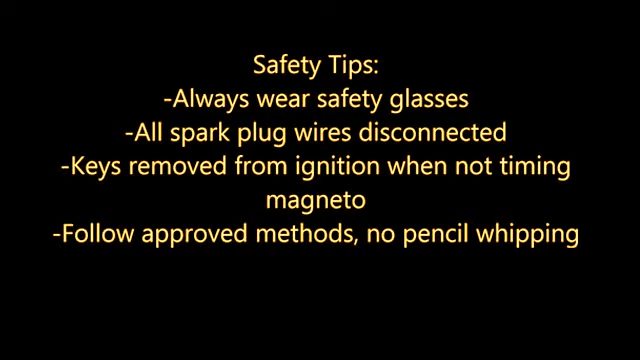 Safety Tips:
-Always wear safety glasses
-All spark plug wires disconnected
-Keys removed from ignition when not timing
magneto
-Follow approved methods, no pencil whipping